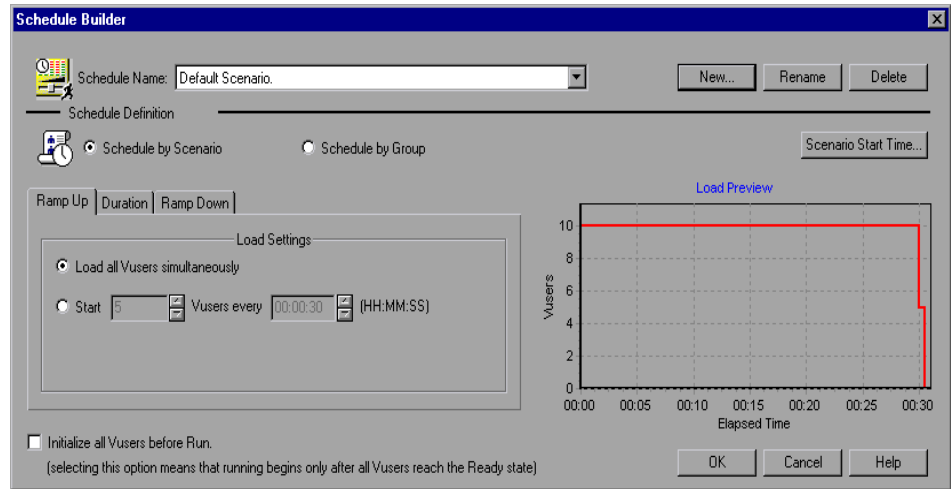 Schedule Builder
Schedule Name: Default Scenario. New... Rename Delete
Schedule Definition
Schedule by Scenario Schedule by Group Scenario Start Time...
Ramp Up Duration Ramp Down
Load Settings
Load all Vusers simultaneously
Start 5 Vusers every 00:00:30 (HH:MM:SS)
Load Preview
Vusers
10
8
6
4
2
0
00:00 00:05 00:10 00:15 00:20 00:25 00:30
Elapsed Time
Initialize all Vusers before Run.
(selecting this option means that running begins only after all Vusers reach the Ready state)
OK Cancel Help